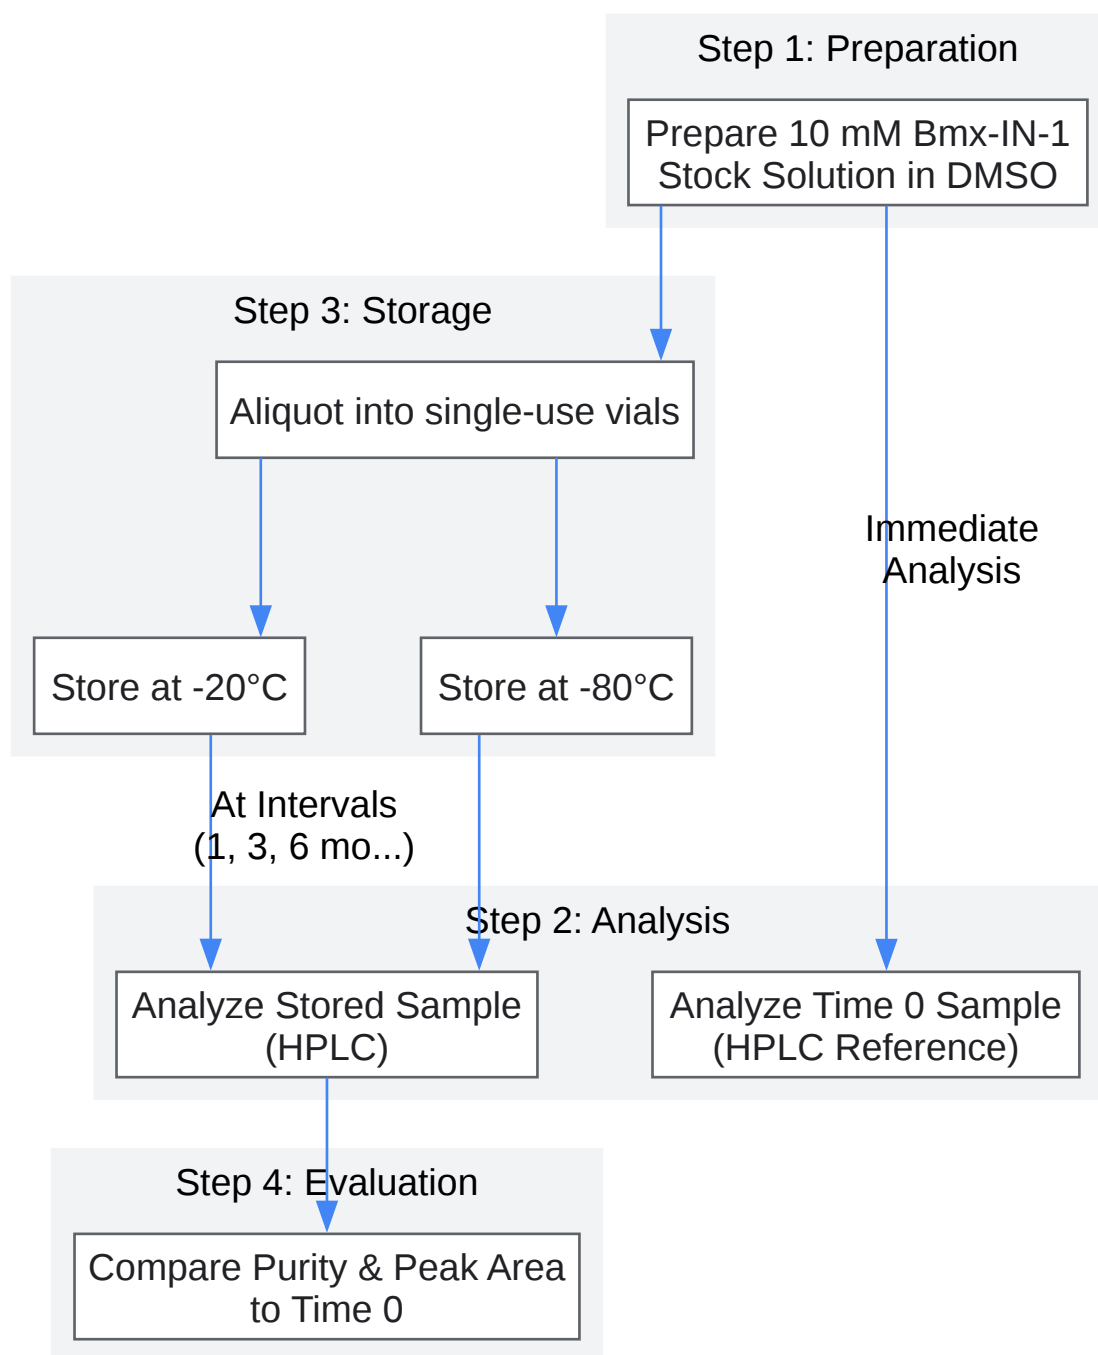 Step 1: Preparation
Prepare 10 mM Bmx-IN-1
Stock Solution in DMSO
Step 3: Storage
Aliquot into single-use vials
Immediate
Analysis
Store at -20°C
Store at -80°C
At Intervals
(1, 3, 6 mo...)
Step 2: Analysis
Analyze Stored Sample
(HPLC)
Analyze Time 0 Sample
(HPLC Reference)
Step 4: Evaluation
Compare Purity & Peak Area
to Time 0